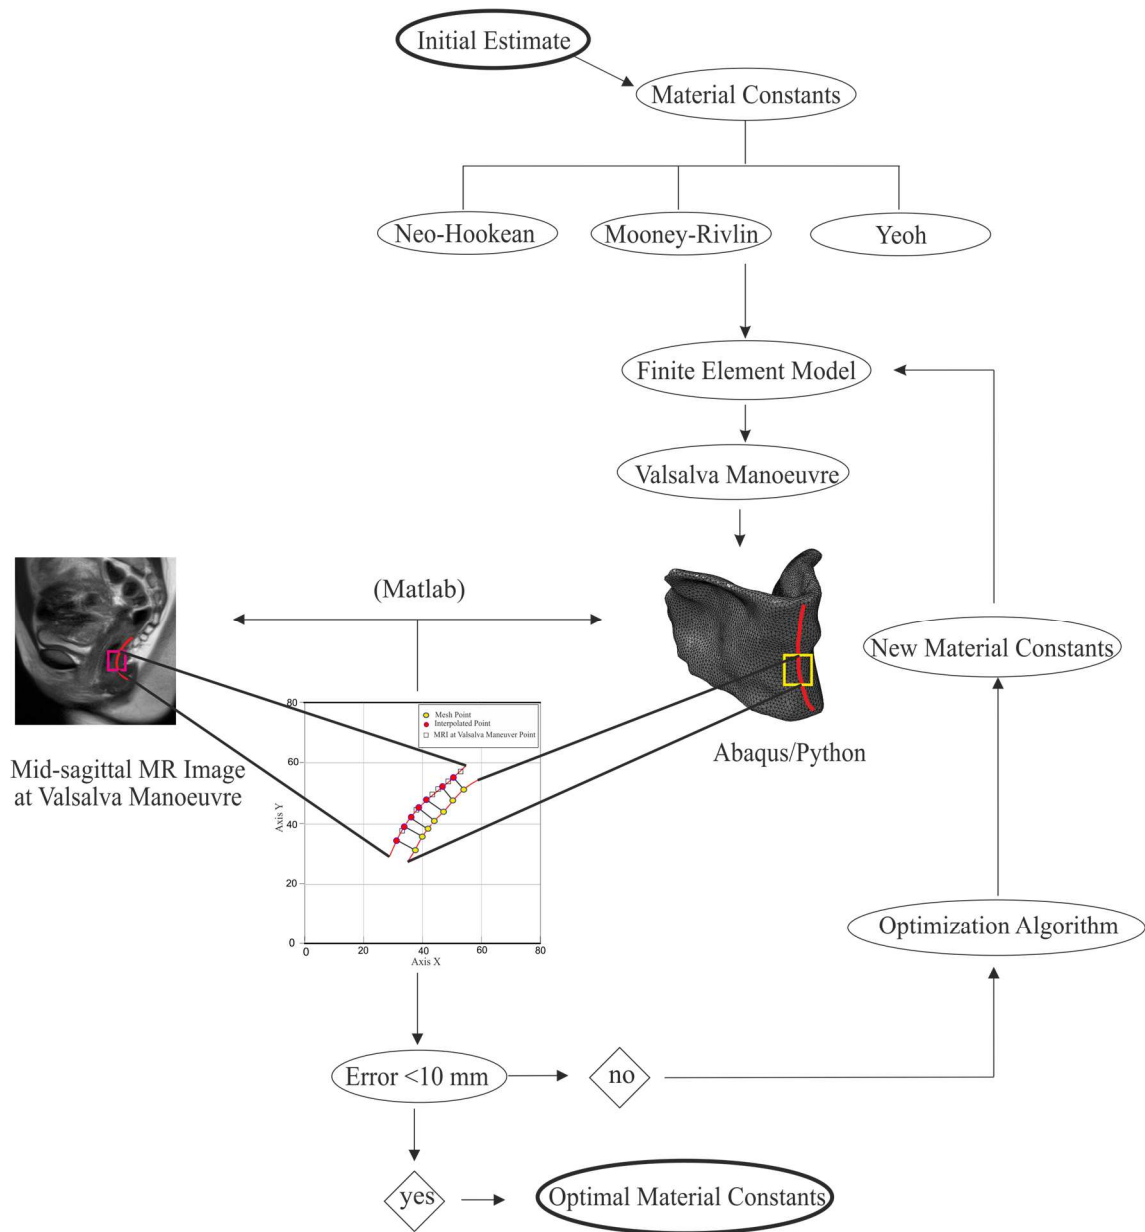 Initial Estimate
Material Constants
Neo-Hookean
Mooney-Rivlin
Yeoh
Finite Element Model
Valsalva Manoeuvre
(Matlab)
New Material Constants
Abaqus/Python
Mid-sagittal MR Image
at Valsalva Manoeuvre
80
Mesh Point
Interpolated Point
MRI at Valsalva Maneuver Point
60
Axis Y
40
20
0
0 20 40 60 80
Axis X
Optimization Algorithm
Error <10 mm
no
yes
Optimal Material Constants